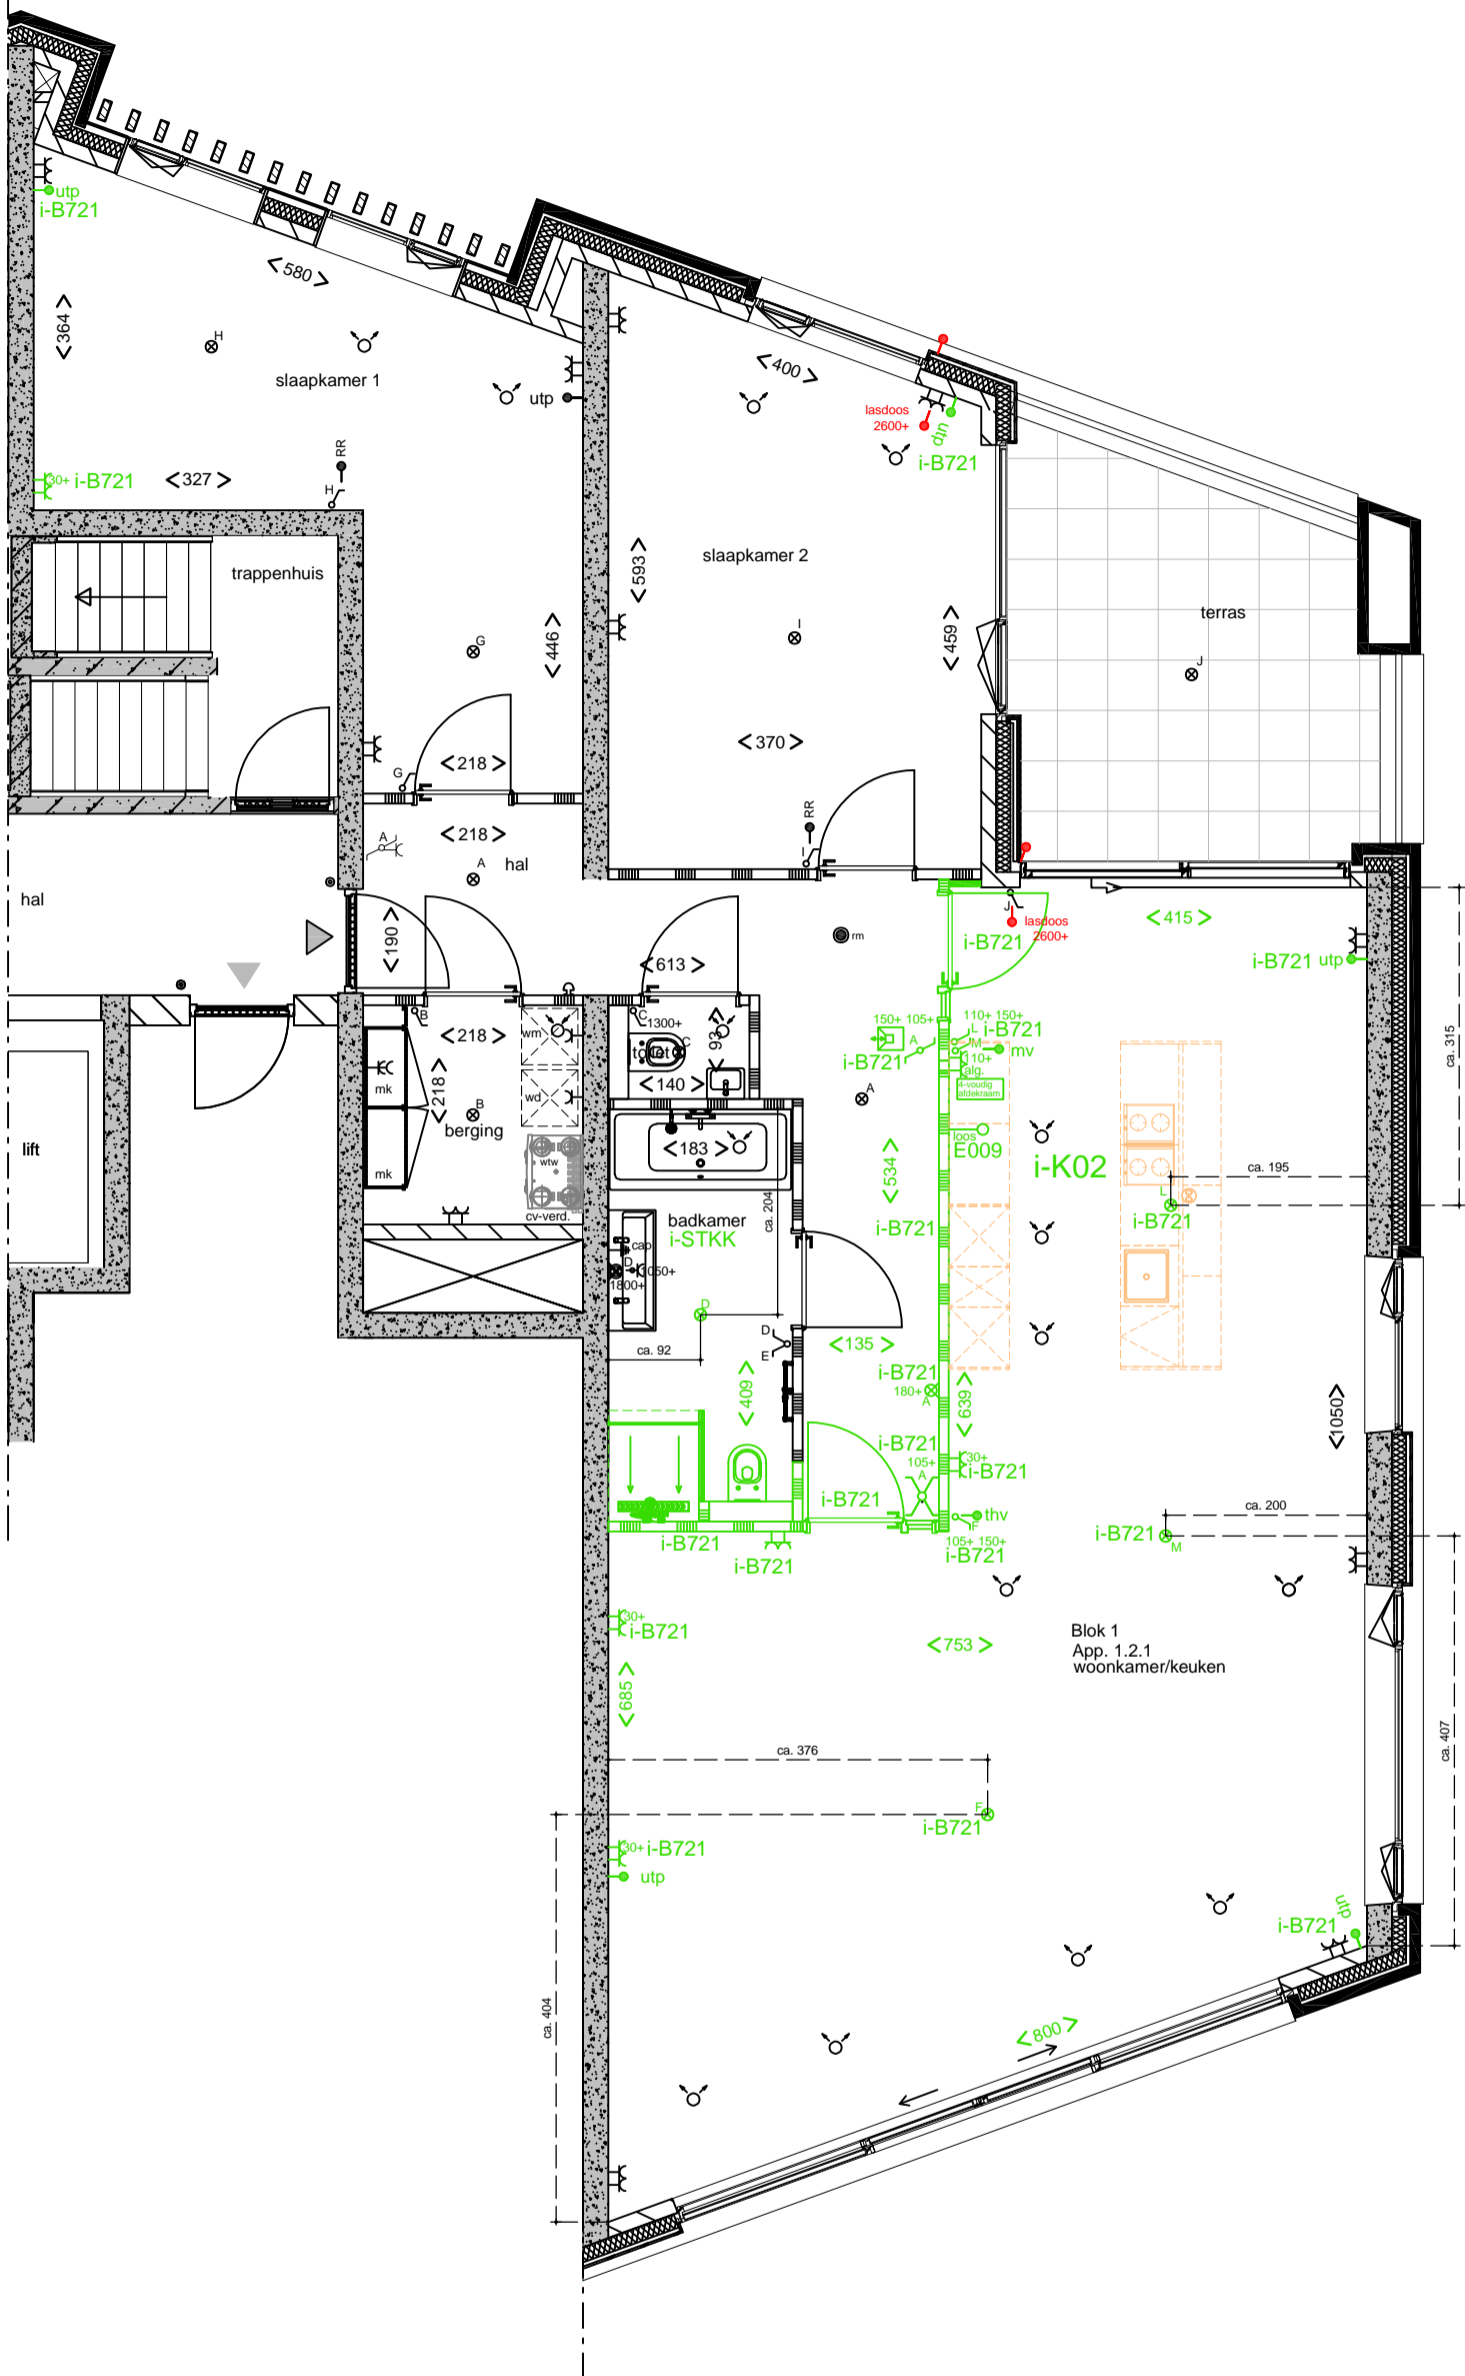 utp
i-B721
<580>
<364>
H
slaapkamer 1
utp
<400>
lasdoos
2600+
utp
i-B721
RR
30+ i-B721
<327>
H
trappenhuis
slaapkamer 2
<593>
terras
<446>
<459>
G
I
J
<370>
<218>
G
RR
I
<218>
A
hal
A
hal
<190>
<613>
rm
J
lasdoos
2600+
i-B721
<415>
i-B721 utp
B
<218>
wm
C
1300+
toilet
C
<93>
<140>
150+ 105+
A
i-B721
110+ 150+
L
i-B721
M
mv
110+
alg.
4-voudig
afdekraam
ca. 315
mk
<218>
wd
A
B
berging
lift
mk
wtw
cv-verd.
<183>
loos
E009
i-K02
<534>
ca. 195
L
i-B721
ca. 204
badkamer
i-STKK
i-B721
cap
D
1050+
1800+
D
D
E
ca. 92
<135>
<409>
i-B721
180+
A
<639>
<1050>
i-B721
105+
A
30+
i-B721
i-B721
thv
F
105+ 150+
i-B721
i-B721
i-B721
ca. 200
i-B721
M
30+
i-B721
<753>
Blok 1
App. 1.2.1
woonkamer/keuken
<685>
ca. 376
ca. 407
F
i-B721
30+ i-B721
utp
utp
i-B721
ca. 404
<800>